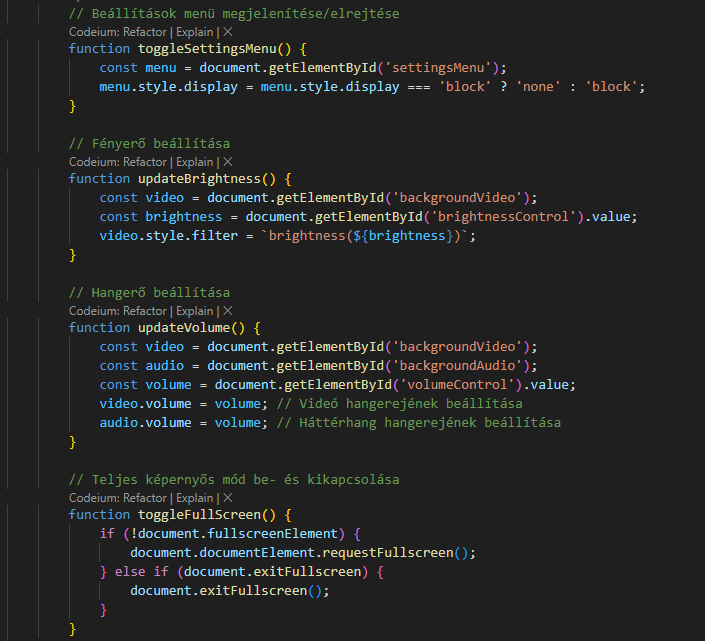 // Beállítások menü megjelenítése/elrejtése
Codeium: Refactor | Explain | ✕
function toggleSettingsMenu() {
    const menu = document.getElementById('settingsMenu');
    menu.style.display = menu.style.display === 'block' ? 'none' : 'block';
}
// Fényerő beállítása
Codeium: Refactor | Explain | ✕
function updateBrightness() {
    const video = document.getElementById('backgroundVideo');
    const brightness = document.getElementById('brightnessControl').value;
    video.style.filter = `brightness(${brightness})`;
}
// Hangerő beállítása
Codeium: Refactor | Explain | ✕
function updateVolume() {
    const video = document.getElementById('backgroundVideo');
    const audio = document.getElementById('backgroundAudio');
    const volume = document.getElementById('volumeControl').value;
    video.volume = volume; // Videó hangerejének beállítása
    audio.volume = volume; // Háttérhang hangerejének beállítása
}
// Teljes képernyős mód be- és kikapcsolása
Codeium: Refactor | Explain | ✕
function toggleFullScreen() {
    if (!document.fullscreenElement) {
        document.documentElement.requestFullscreen();
    } else if (document.exitFullscreen) {
        document.exitFullscreen();
    }
}